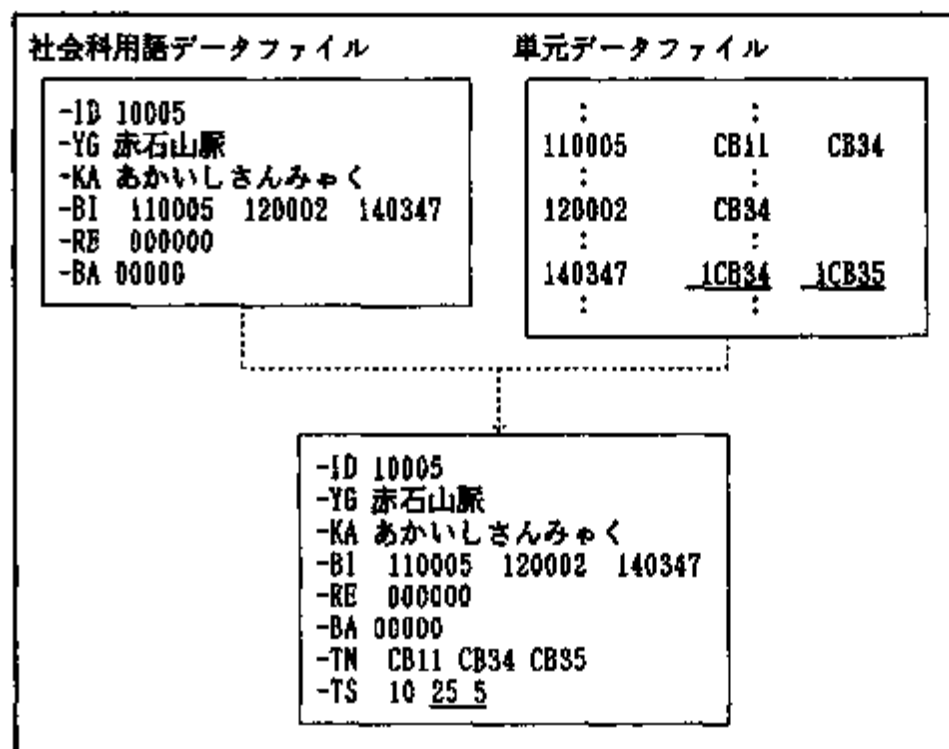 社会科用語データファイル
-ID 10005
-YG 赤石山脈
-KA あかいしさんみゃく
-BI 110005 120002 140347
-RE 000000
-BA 00000
単元データファイル
: :
110005 CB11 CB34
: :
120002 CB34
: :
140347 _1CB34 _1CB35
: :
-ID 10005
-YG 赤石山脈
-KA あかいしさんみゃく
-BI 110005 120002 140347
-RE 000000
-BA 00000
-TN CB11 CB34 CB35
-TS 10 25 5